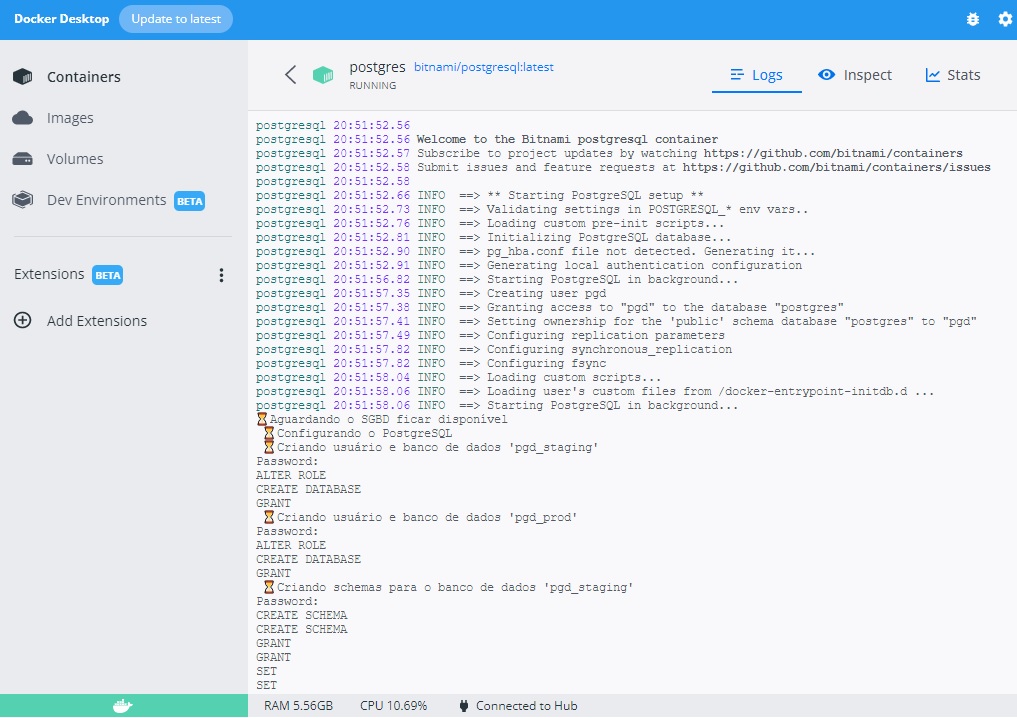 Docker Desktop Update to latest
Containers
Images
Volumes
Dev Environments BETA
Extensions BETA
Add Extensions
postgres bitnami/postgresql:latest
RUNNING
Logs Inspect Stats
postgresql 20:51:52.56
postgresql 20:51:52.56 Welcome to the Bitnami postgresql container
postgresql 20:51:52.57 Subscribe to project updates by watching https://github.com/bitnami/containers
postgresql 20:51:52.58 Submit issues and feature requests at https://github.com/bitnami/containers/issues
postgresql 20:51:52.58
postgresql 20:51:52.66 INFO ==> ** Starting PostgreSQL setup **
postgresql 20:51:52.73 INFO ==> Validating settings in POSTGRESQL_* env vars..
postgresql 20:51:52.76 INFO ==> Loading custom pre-init scripts...
postgresql 20:51:52.81 INFO ==> Initializing PostgreSQL database...
postgresql 20:51:52.90 INFO ==> pg_hba.conf file not detected. Generating it...
postgresql 20:51:52.91 INFO ==> Generating local authentication configuration
postgresql 20:51:56.82 INFO ==> Starting PostgreSQL in background...
postgresql 20:51:57.35 INFO ==> Creating user pgd
postgresql 20:51:57.38 INFO ==> Granting access to "pgd" to the database "postgres"
postgresql 20:51:57.41 INFO ==> Setting ownership for the 'public' schema database "postgres" to "pgd"
postgresql 20:51:57.49 INFO ==> Configuring replication parameters
postgresql 20:51:57.82 INFO ==> Configuring synchronous_replication
postgresql 20:51:57.82 INFO ==> Configuring fsync
postgresql 20:51:58.04 INFO ==> Loading custom scripts...
postgresql 20:51:58.06 INFO ==> Loading user's custom files from /docker-entrypoint-initdb.d ...
postgresql 20:51:58.06 INFO ==> Starting PostgreSQL in background...
⌛Aguardando o SGBD ficar disponível
⌛Configurando o PostgreSQL
⌛Criando usuário e banco de dados 'pgd_staging'
Password:
ALTER ROLE
CREATE DATABASE
GRANT
⌛Criando usuário e banco de dados 'pgd_prod'
Password:
ALTER ROLE
CREATE DATABASE
GRANT
⌛Criando schemas para o banco de dados 'pgd_staging'
Password:
CREATE SCHEMA
CREATE SCHEMA
GRANT
GRANT
SET
SET
RAM 5.56GB CPU 10.69% Connected to Hub